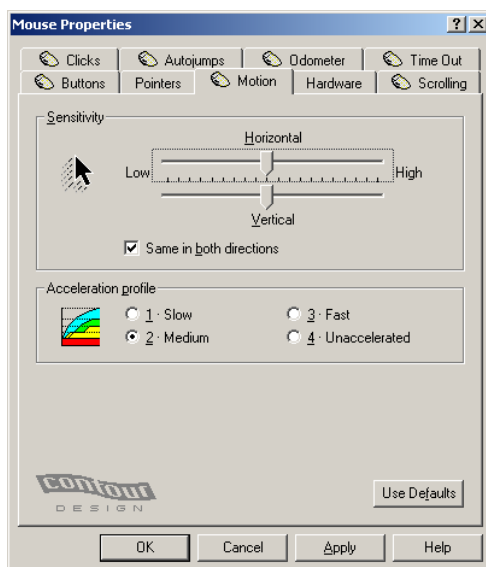 Mouse Properties
Clicks Autojumps Odometer Time Out
Buttons Pointers Motion Hardware Scrolling
Sensitivity
Horizontal
Low High
Vertical
Same in both directions
Acceleration profile
1 · Slow 3 · Fast
2 · Medium 4 · Unaccelerated
contour
DESIGN
Use Defaults
OK Cancel Apply Help